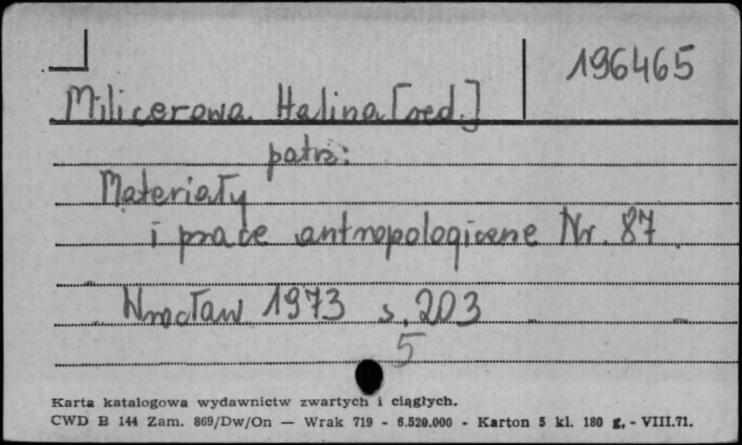 196465
Milicerowa Halina [red.]
patrz:
Materiały
i prace antropologiczne Nr. 87.
Wrocław 1973 s. 203
5
Karta katalogowa wydawnictw zwartych i ciągłych.
CWD B 144 Zam. 869/Dw/On — Wrak 719 - 6.520.000 - Karton 5 kl. 180 g, - VIII.71.